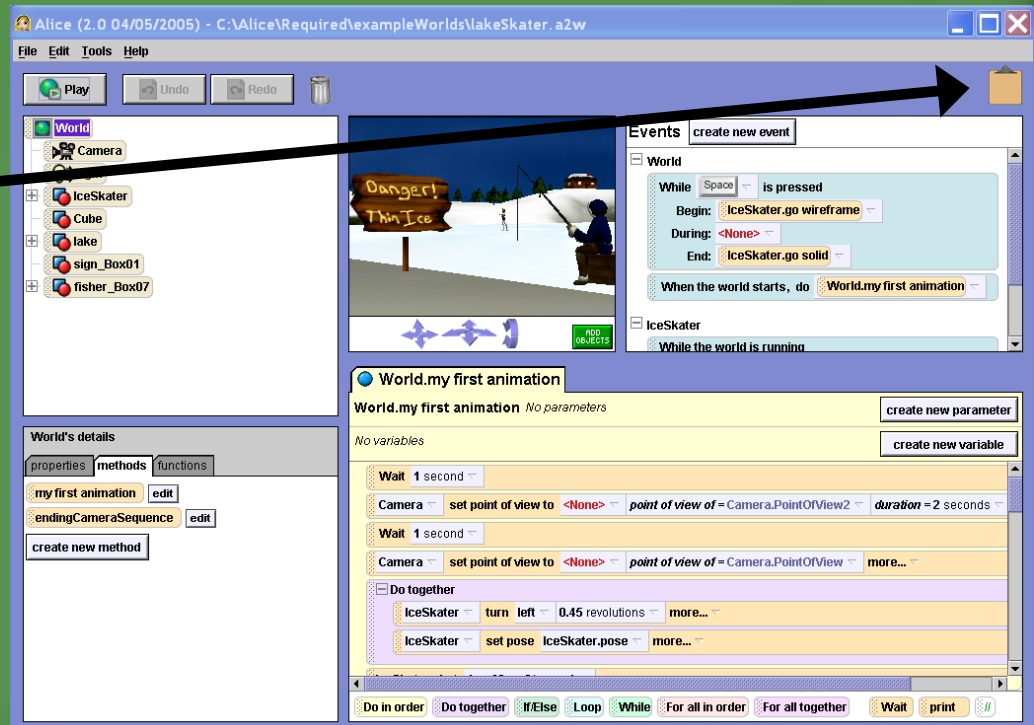 Alice (2.0 04/05/2005) - C:\Alice\Required\exampleWorlds\lakeSkater.a2w
File Edit Tools Help
Play Undo Redo
World
Camera
IceSkater
Cube
lake
sign_Box01
fisher_Box07
Danger!
Thin Ice
ADD
OBJECTS
Events create new event
World
While Space is pressed
Begin: IceSkater.go wireframe
During: <None>
End: IceSkater.go solid
When the world starts, do World.my first animation
IceSkater
While the world is running
World's details
properties methods functions
my first animation edit
endingCameraSequence edit
create new method
World.my first animation
World.my first animation No parameters create new parameter
No variables create new variable
Wait 1 second
Camera set point of view to <None> point of view of = Camera.PointOfView2 duration = 2 seconds
Wait 1 second
Camera set point of view to <None> point of view of = Camera.PointOfView more...
Do together
IceSkater turn left 0.45 revolutions more...
IceSkater set pose IceSkater.pose more...
Do in order Do together If/Else Loop While For all in order For all together Wait print //